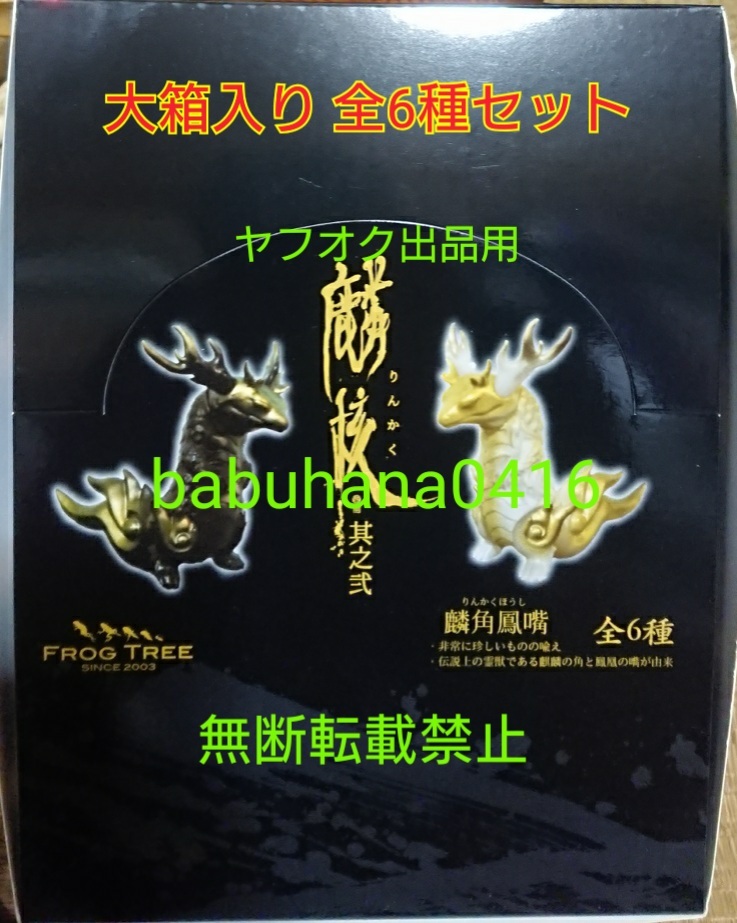 大箱入り 全6種セット
ヤフオク出品用
麟核
りんかく
其之弐
babuhana0416
FROG TREE
SINCE 2003
りんかくほうし
麟角鳳嘴
全6種
・非常に珍しいものの喩え
・伝説上の霊獣である麒麟の角と鳳凰の嘴が由来
無断転載禁止